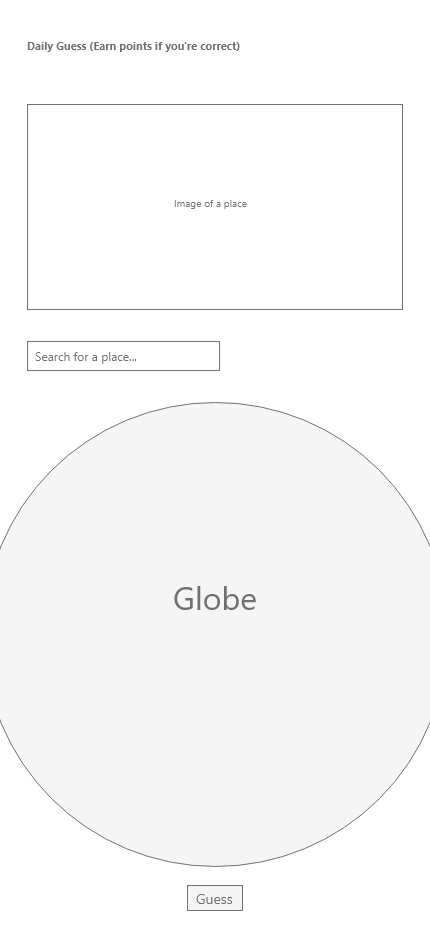 Daily Guess (Earn points if you're correct)
Image of a place
Search for a place...
Globe
Guess